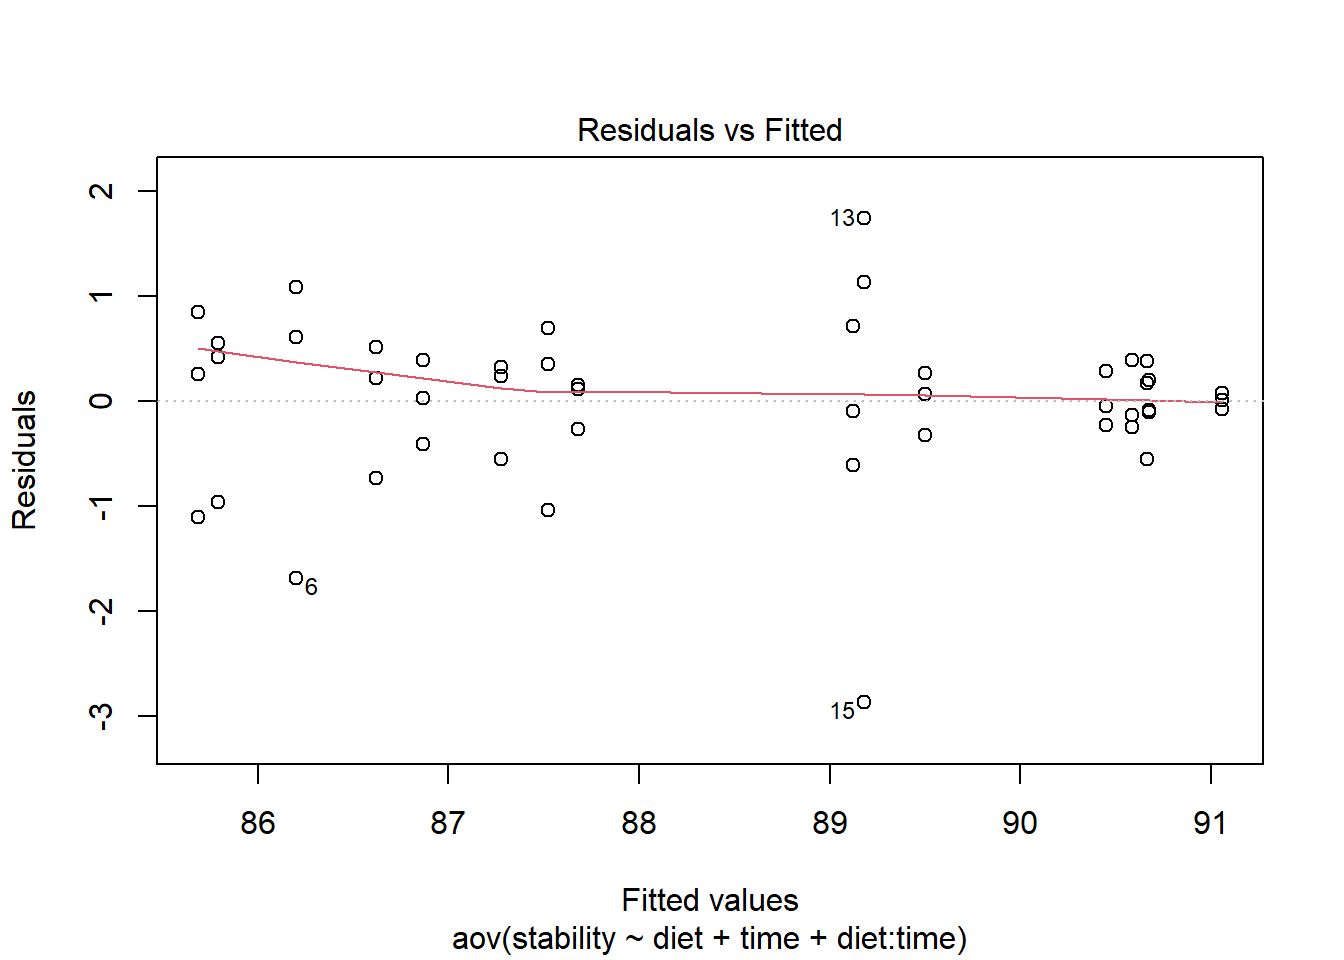 Residuals vs Fitted
2
1
0
-1
-2
-3
Residuals
13
6
15
86 87 88 89 90 91
Fitted values
aov(stability ~ diet + time + diet:time)